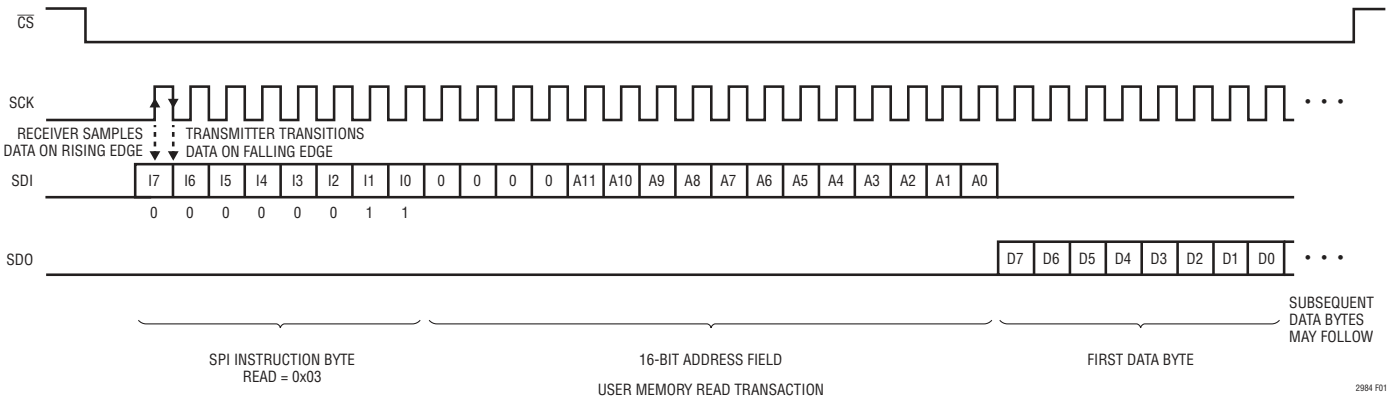 CS
SCK
RECEIVER SAMPLES
DATA ON RISING EDGE
TRANSMITTER TRANSITIONS
DATA ON FALLING EDGE
SDI
I7 I6 I5 I4 I3 I2 I1 I0 0 0 0 0 A11 A10 A9 A8 A7 A6 A5 A4 A3 A2 A1 A0
0 0 0 0 0 0 1 1
SDO
D7 D6 D5 D4 D3 D2 D1 D0
SUBSEQUENT
DATA BYTES
MAY FOLLOW
SPI INSTRUCTION BYTE
READ = 0x03
16-BIT ADDRESS FIELD
FIRST DATA BYTE
USER MEMORY READ TRANSACTION
2984 F01